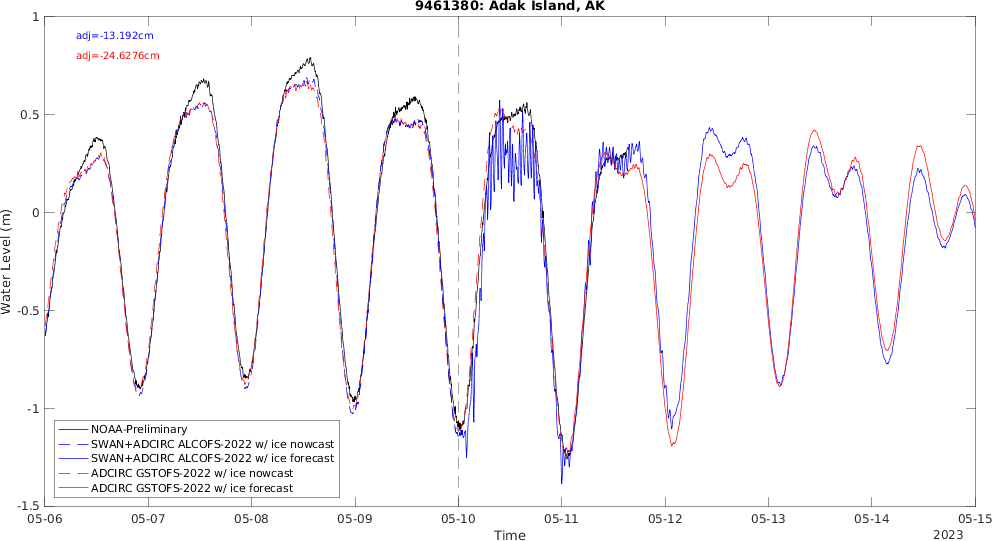 9461380: Adak Island, AK
adj=-13.192cm
adj=-24.6276cm
Water Level (m)
1
0.5
0
-0.5
-1
-1.5
NOAA-Preliminary
SWAN+ADCIRC ALCOFS-2022 w/ ice nowcast
SWAN+ADCIRC ALCOFS-2022 w/ ice forecast
ADCIRC GSTOFS-2022 w/ ice nowcast
ADCIRC GSTOFS-2022 w/ ice forecast
05-06 05-07 05-08 05-09 05-10 05-11 05-12 05-13 05-14 05-15
Time
2023